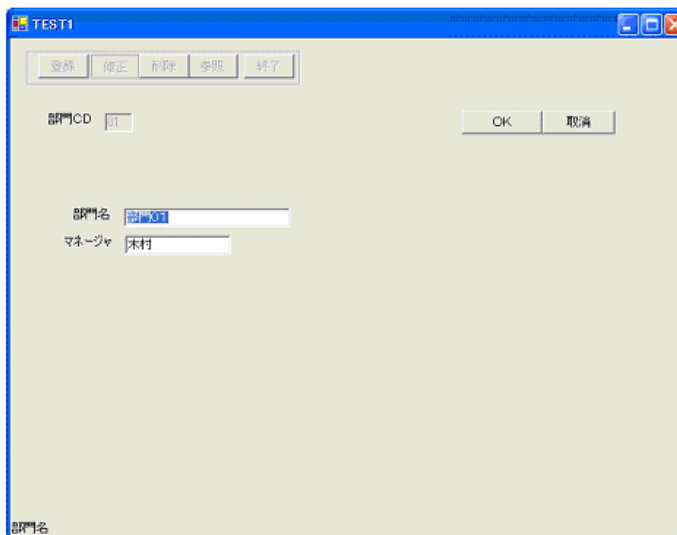 TEST1
登録 修正 削除 参照 終了
部門CD 01
OK 取消
部門名 部門01
マネージャ 木村
部門名